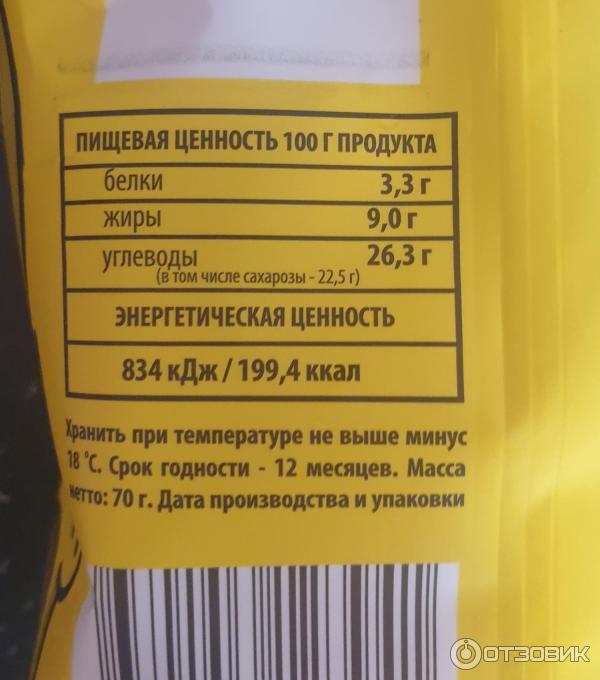 ПИЩЕВАЯ ЦЕННОСТЬ 100 Г ПРОДУКТА
белки 3,3 г
жиры 9,0 г
углеводы 26,3 г
(в том числе сахарозы - 22,5 г)
ЭНЕРГЕТИЧЕСКАЯ ЦЕННОСТЬ
834 кДж / 199,4 ккал
Хранить при температуре не выше минус
18 °С. Срок годности - 12 месяцев. Масса
нетто: 70 г. Дата производства и упаковки
ОТЗОВИК